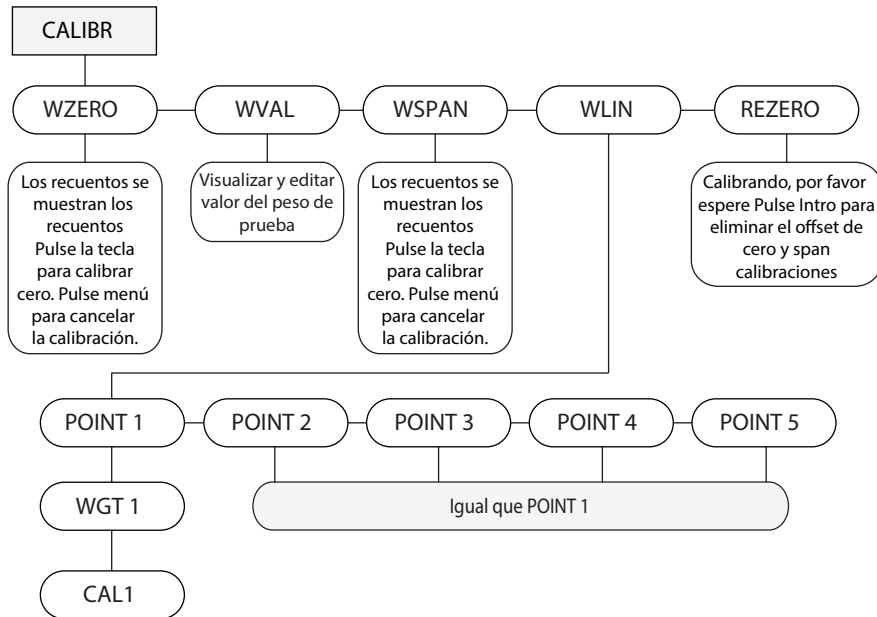 CALIBR
WZERO
WVAL
WSPAN
WLIN
REZERO
Los recuentos se
muestran los
recuentos
Pulse la tecla
para calibrar
cero. Pulse menú
para cancelar
la calibración.
Visualizar y editar
valor del peso de
prueba
Los recuentos se
muestran los
recuentos
Pulse la tecla
para calibrar
cero. Pulse menú
para cancelar
la calibración.
Calibrando, por favor
espere Pulse Intro para
eliminar el offset de
cero y span
calibraciones
POINT 1
POINT 2
POINT 3
POINT 4
POINT 5
WGT 1
Igual que POINT 1
CAL1